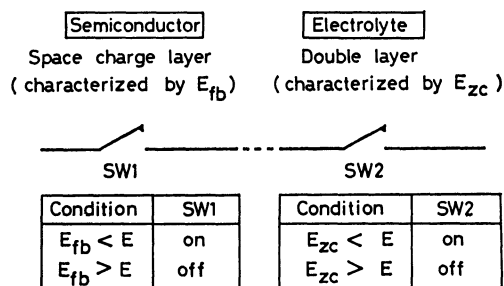 Semiconductor Electrolyte
Space charge layer Double layer
(characterized by E_fb) (characterized by E_zc)
SW1 SW2
Condition SW1 Condition SW2
E_fb < E on E_zc < E on
E_fb > E off E_zc > E off